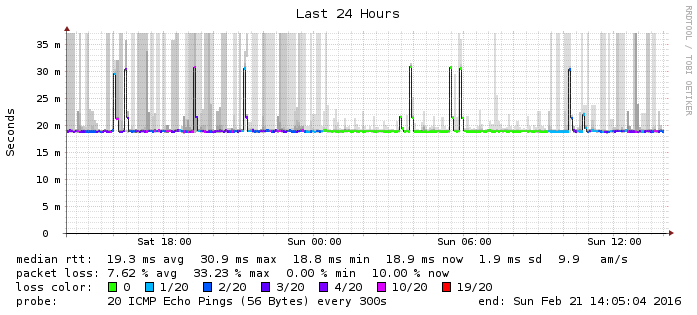 Last 24 Hours
RRDTOOL / TOBI OETIKER
Seconds
35 m
30 m
25 m
20 m
15 m
10 m
5 m
0
Sat 18:00 Sun 00:00 Sun 06:00 Sun 12:00
median rtt: 19.3 ms avg 30.9 ms max 18.8 ms min 18.9 ms now 1.9 ms sd 9.9 am/s
packet loss: 7.62 % avg 33.23 % max 0.00 % min 10.00 % now
loss color: 0 1/20 2/20 3/20 4/20 10/20 19/20
probe: 20 ICMP Echo Pings (56 Bytes) every 300s end: Sun Feb 21 14:05:04 2016